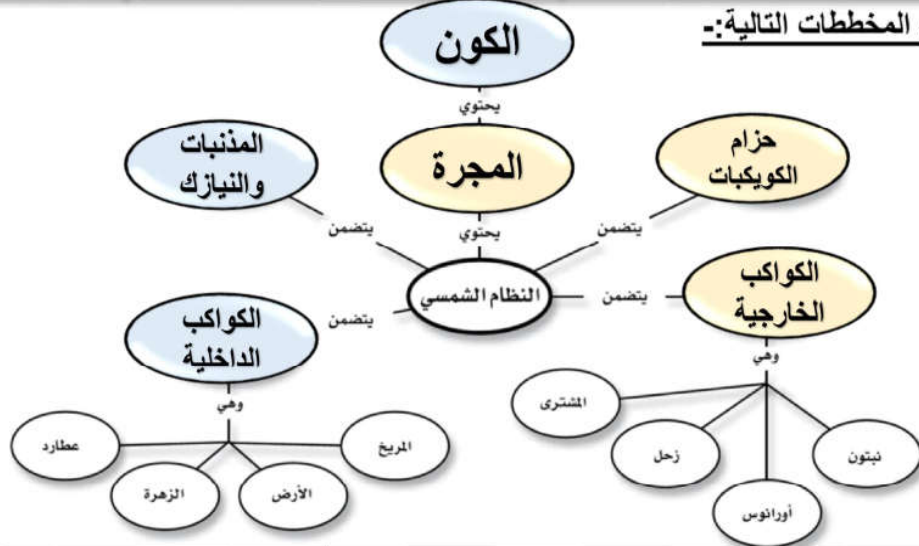 المخططات التالية:-
الكون
يحتوي
حزام
الكويكبات
المجرة
المذنبات
والنيازك
يتضمن
يحتوي
يتضمن
الكواكب
الخارجية
يتضمن
النظام الشمسي
يتضمن
الكواكب
الداخلية
وهي
المشترى
زحل
أورانوس
نبتون
وهي
المريخ
الأرض
الزهرة
عطارد